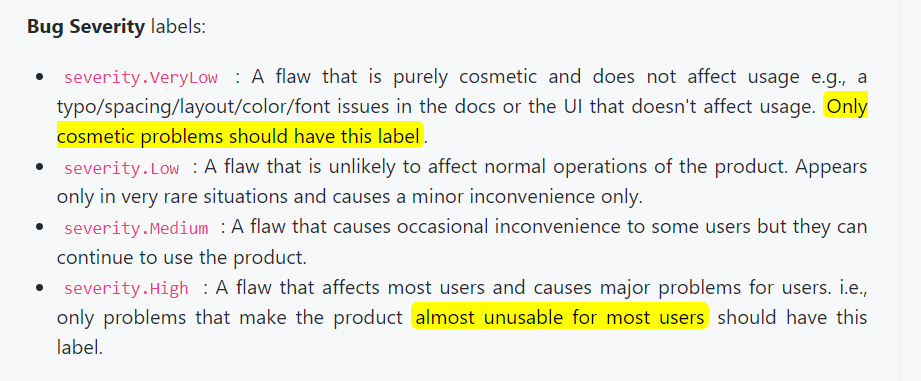 Bug Severity labels:
• severity.VeryLow : A flaw that is purely cosmetic and does not affect usage e.g., a
typo/spacing/layout/color/font issues in the docs or the UI that doesn't affect usage. Only
cosmetic problems should have this label.
• severity.Low : A flaw that is unlikely to affect normal operations of the product. Appears
only in very rare situations and causes a minor inconvenience only.
• severity.Medium : A flaw that causes occasional inconvenience to some users but they can
continue to use the product.
• severity.High : A flaw that affects most users and causes major problems for users. i.e.,
only problems that make the product almost unusable for most users should have this
label.